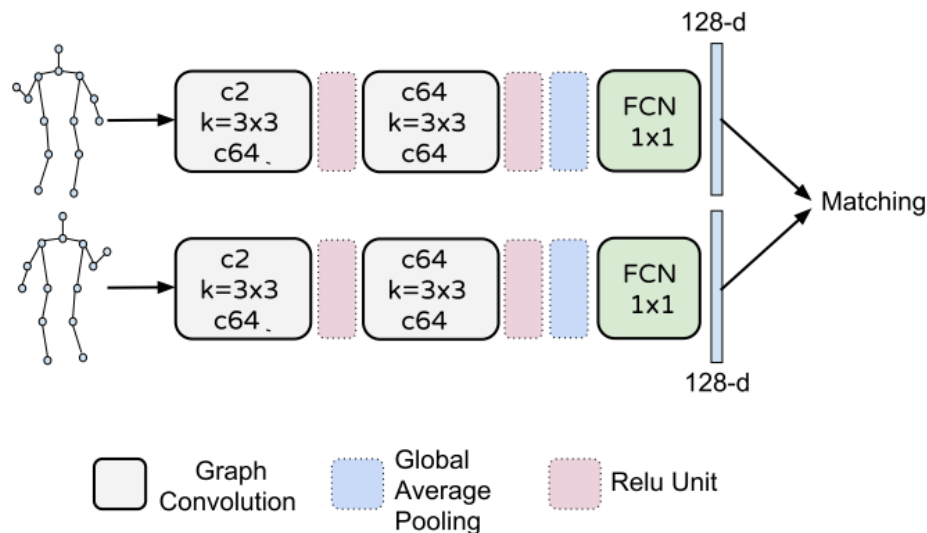 128-d
c2
k=3x3
c64
c64
k=3x3
c64
FCN
1x1
Matching
c2
k=3x3
c64
c64
k=3x3
c64
FCN
1x1
128-d
Graph
Convolution
Global
Average
Pooling
Relu Unit